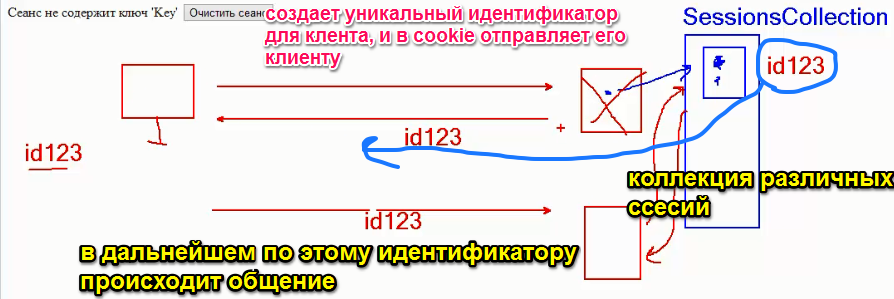 Сеанс не содержит ключ 'Key' Очистить сеанс
создает уникальный идентификатор
для клента, и в cookie отправляет его
клиенту
SessionsCollection
id123
+
id123
id123
коллекция различных
ссесий
id123
в дальнейшем по этому идентификатору
происходит общение